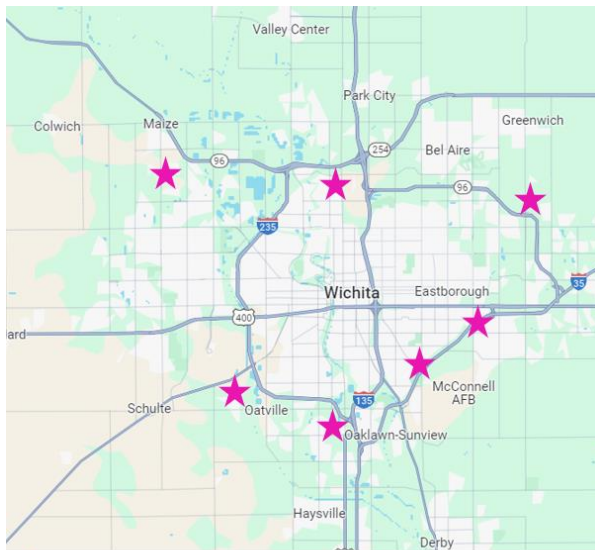 Valley Center
Park City
Greenwich
Colwich
Maize
Bel Aire
254
96
96
235
35
Wichita
Eastborough
400
ard
McConnell
AFB
135
Schulte
Oatville
Oaklawn-Sunview
Haysville
Derby